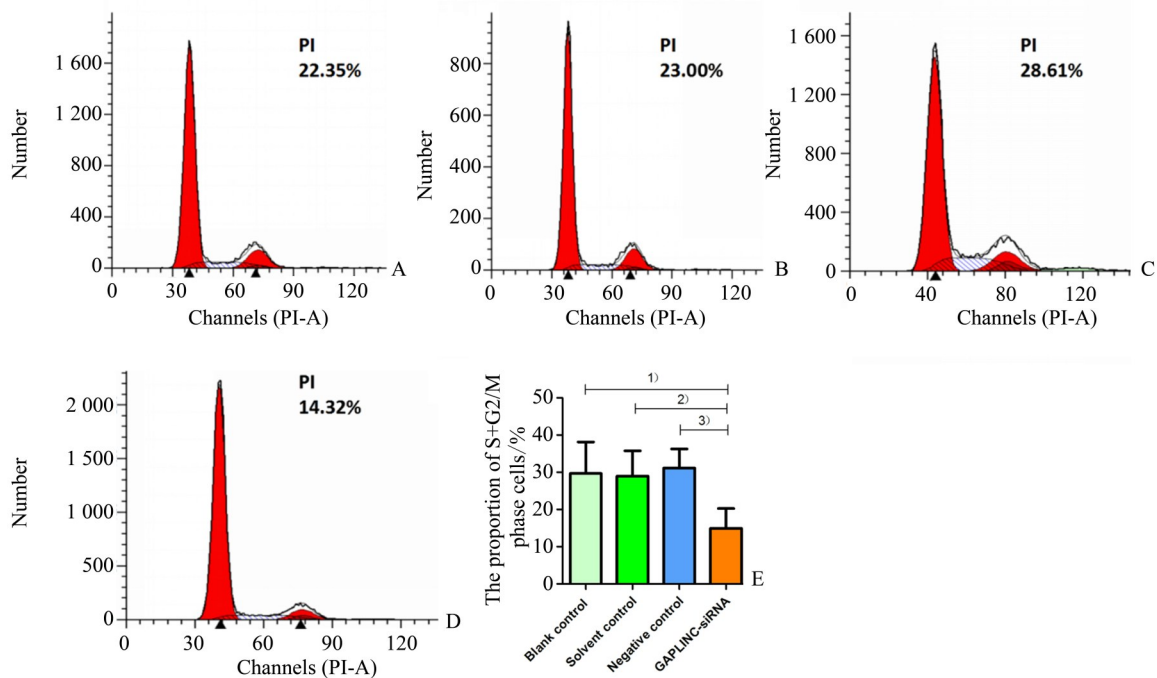 PI
22.35%
1 600
1 200
800
400
0
Number
0 30 60 90 120
Channels (PI-A)
A
PI
23.00%
800
600
400
200
0
Number
0 30 60 90 120
Channels (PI-A)
B
PI
28.61%
1 600
1 200
800
400
0
Number
0 40 80 120
Channels (PI-A)
C
PI
14.32%
2 000
1 500
1 000
500
0
Number
0 30 60 90 120
Channels (PI-A)
D
The proportion of S+G2/M
phase cells/%
50
40
30
20
10
0
1)
2)
3)
Blank control
Solvent control
Negative control
GAPLINC-siRNA
E